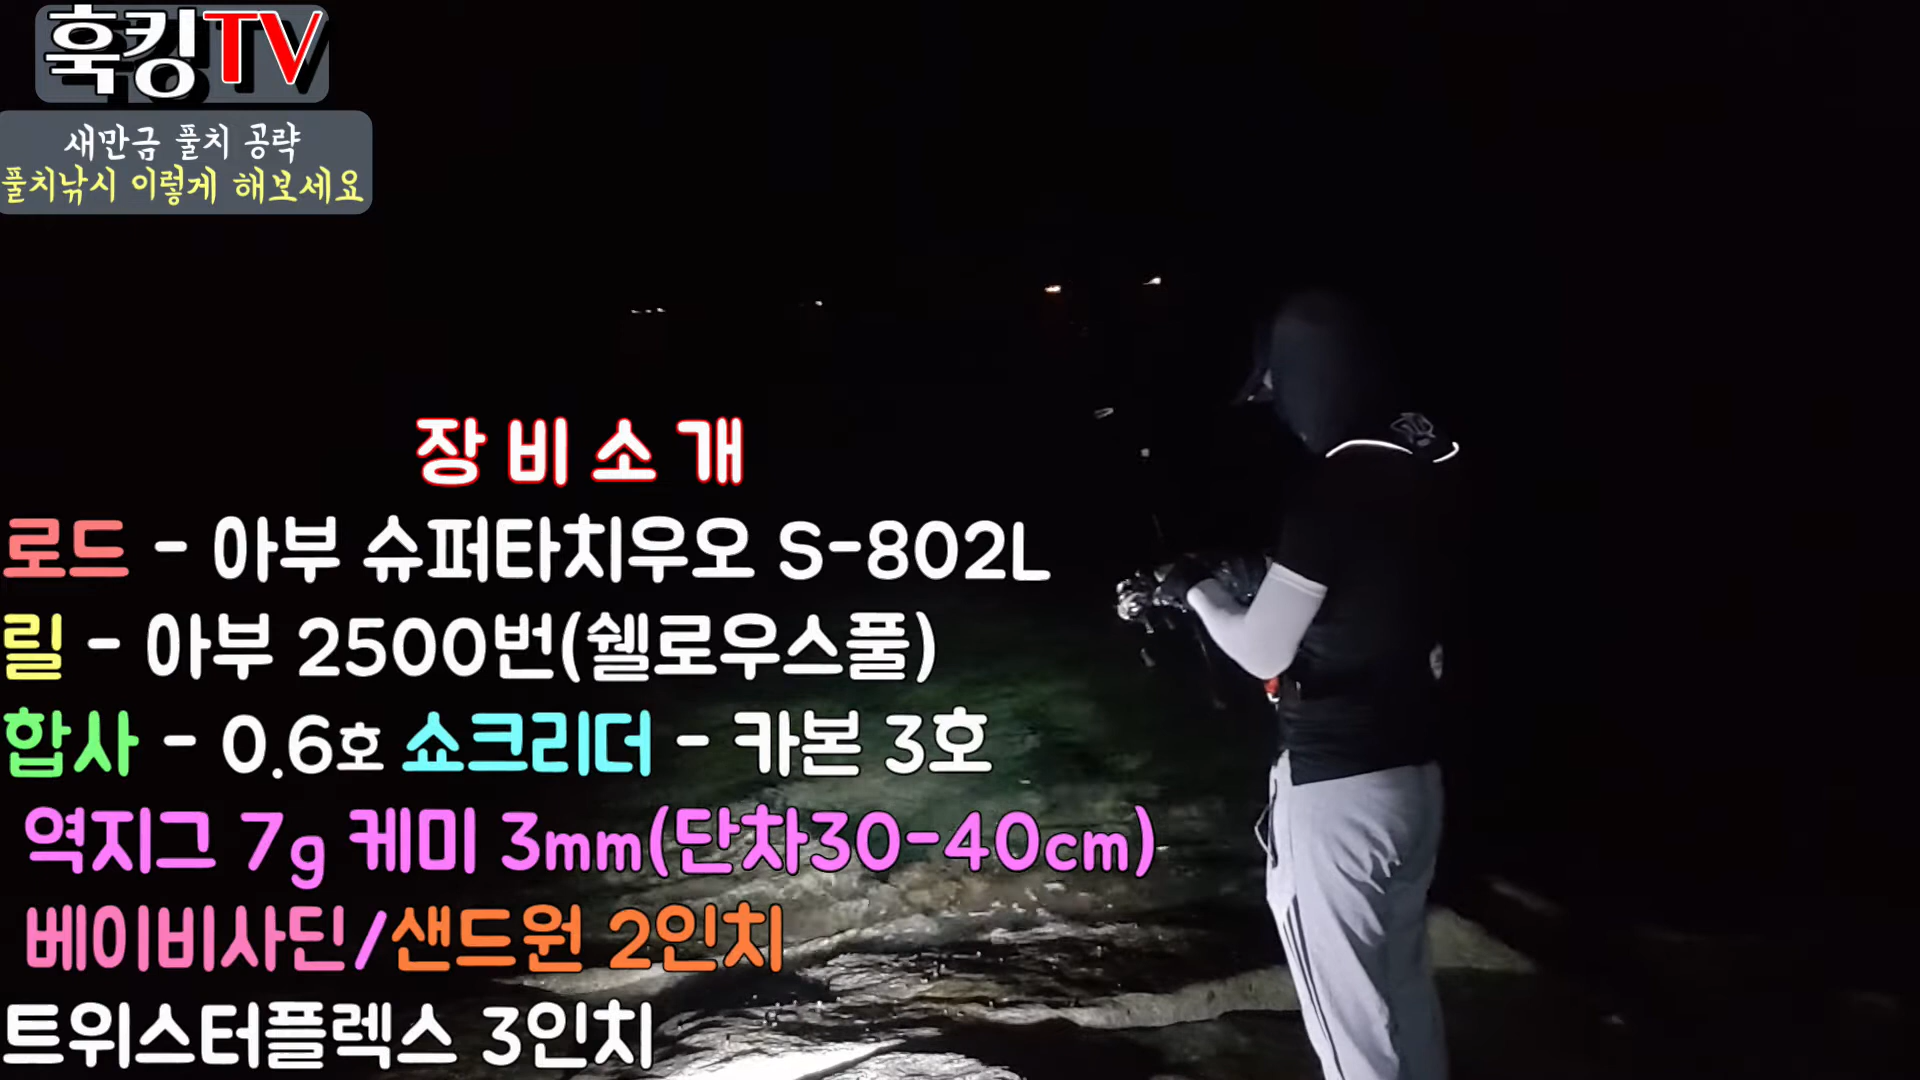 훅킹TV
새만금 풀치 공략
풀치낚시 이렇게 해보세요
장비소개
로드 - 아부 슈퍼타치우오 S-802L
릴 - 아부 2500번(쉘로우스풀)
합사 - 0.6호 쇼크리더 - 카본 3호
역지그 7g 케미 3mm(단차30-40cm)
베이비사딘/샌드원 2인치
트위스터플렉스 3인치